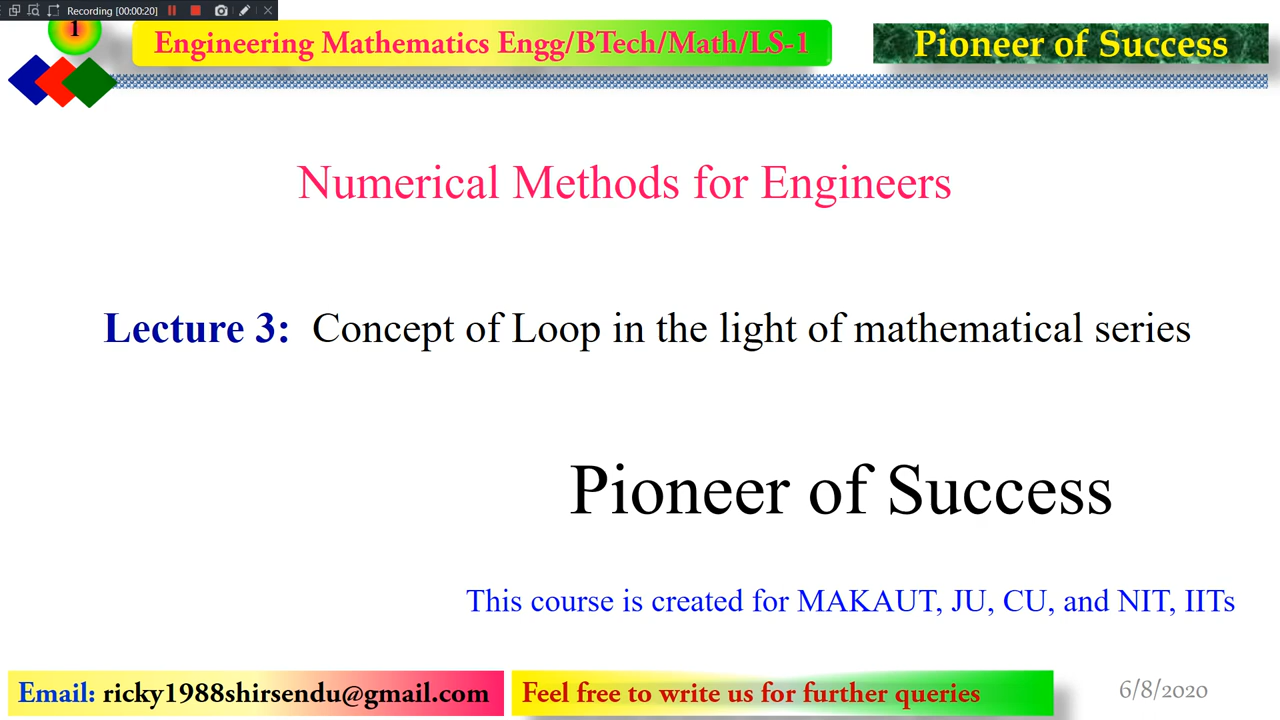 Recording [00:00:20]
1
Engineering Mathematics Engg/BTech/Math/LS-1
Pioneer of Success
Numerical Methods for Engineers
Lecture 3: Concept of Loop in the light of mathematical series
Pioneer of Success
This course is created for MAKAUT, JU, CU, and NIT, IITs
Email: ricky1988shirsendu@gmail.com
Feel free to write us for further queries
6/8/2020